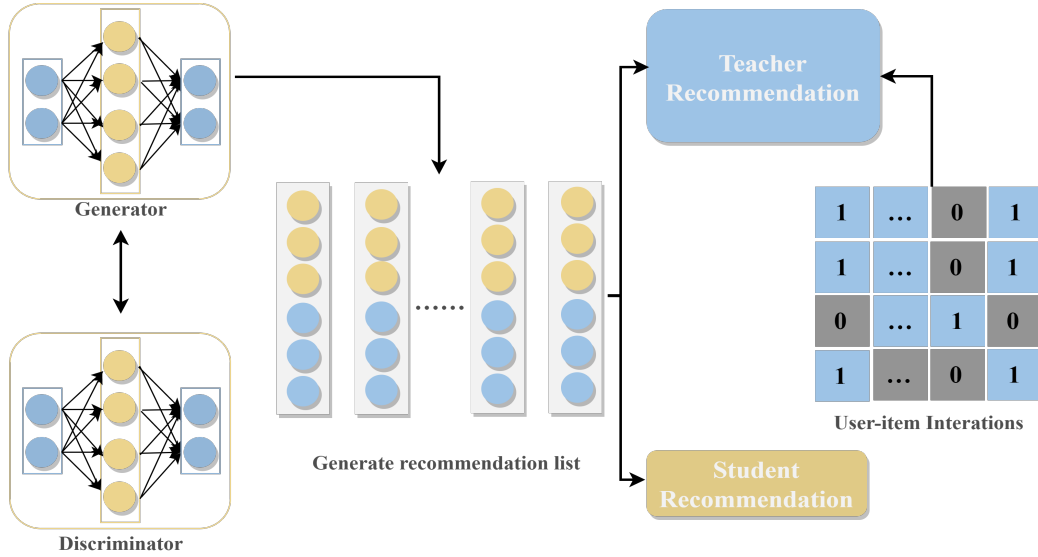 Generator
Discriminator
......
Generate recommendation list
Teacher
Recommendation
1 ... 0 1
1 ... 0 1
0 ... 1 0
1 ... 0 1
User-item Interations
Student
Recommendation